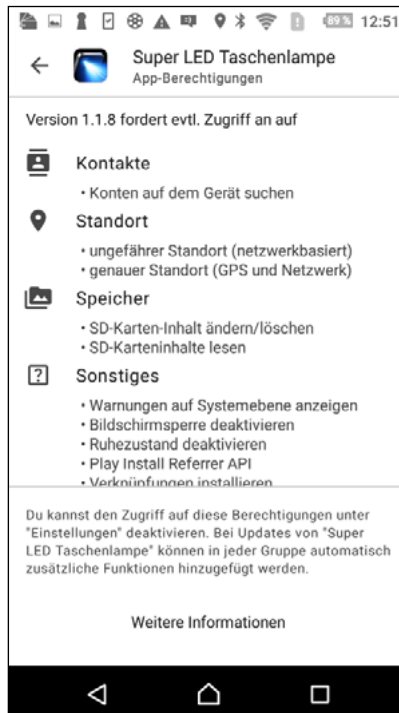 89 % 12:51
Super LED Taschenlampe
App-Berechtigungen
Version 1.1.8 fordert evtl. Zugriff an auf
Kontakte
• Konten auf dem Gerät suchen
Standort
• ungefährer Standort (netzwerkbasiert)
• genauer Standort (GPS und Netzwerk)
Speicher
• SD-Karten-Inhalt ändern/löschen
• SD-Karteninhalte lesen
Sonstiges
• Warnungen auf Systemebene anzeigen
• Bildschirmsperre deaktivieren
• Ruhezustand deaktivieren
• Play Install Referrer API
• Verknüpfungen installieren
Du kannst den Zugriff auf diese Berechtigungen unter
"Einstellungen" deaktivieren. Bei Updates von "Super
LED Taschenlampe" können in jeder Gruppe automatisch
zusätzliche Funktionen hinzugefügt werden.
Weitere Informationen